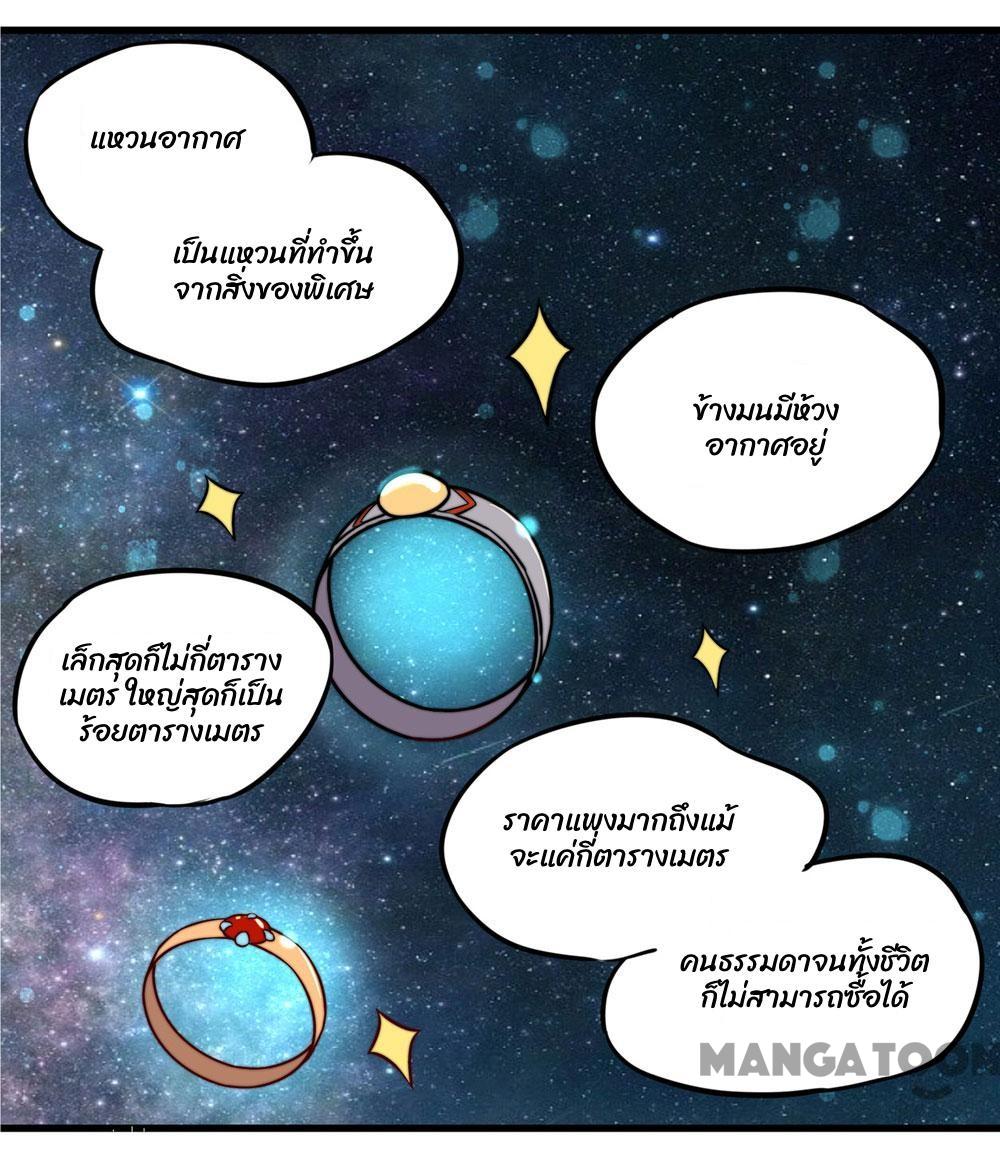 แหวนอากาศ
เป็นแหวนที่ทำขึ้น
จากสิ่งของพิเศษ
ข้างมนมีห้วง
อากาศอยู่
เล็กสุดก็ไม่กี่ตาราง
เมตร ใหญ่สุดก็เป็น
ร้อยตารางเมตร
ราคาแพงมากถึงแม้
จะแค่กี่ตารางเมตร
คนธรรมดาจนทั้งชีวิต
ก็ไม่สามารถซื้อได้
MANGATOON